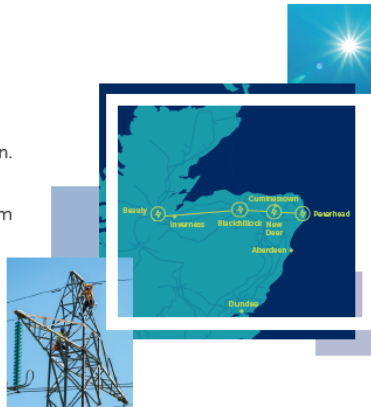 n.
m
Cuminestown
Beauly
Peterhead
Blackhillock
New
Deer
Inverness
Aberdeen
Dundee